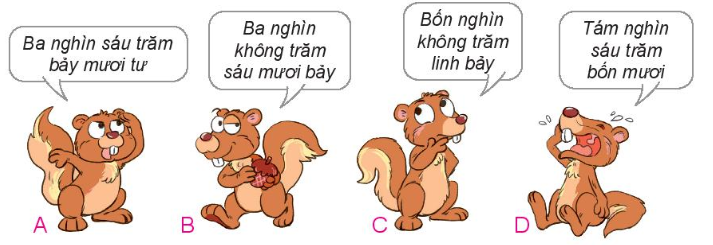 Ba nghìn sáu trăm
bảy mươi tư
Ba nghìn
không trăm
sáu mươi bảy
Bốn nghìn
không trăm
linh bảy
Tám nghìn
sáu trăm
bốn mươi
A
B
C
D